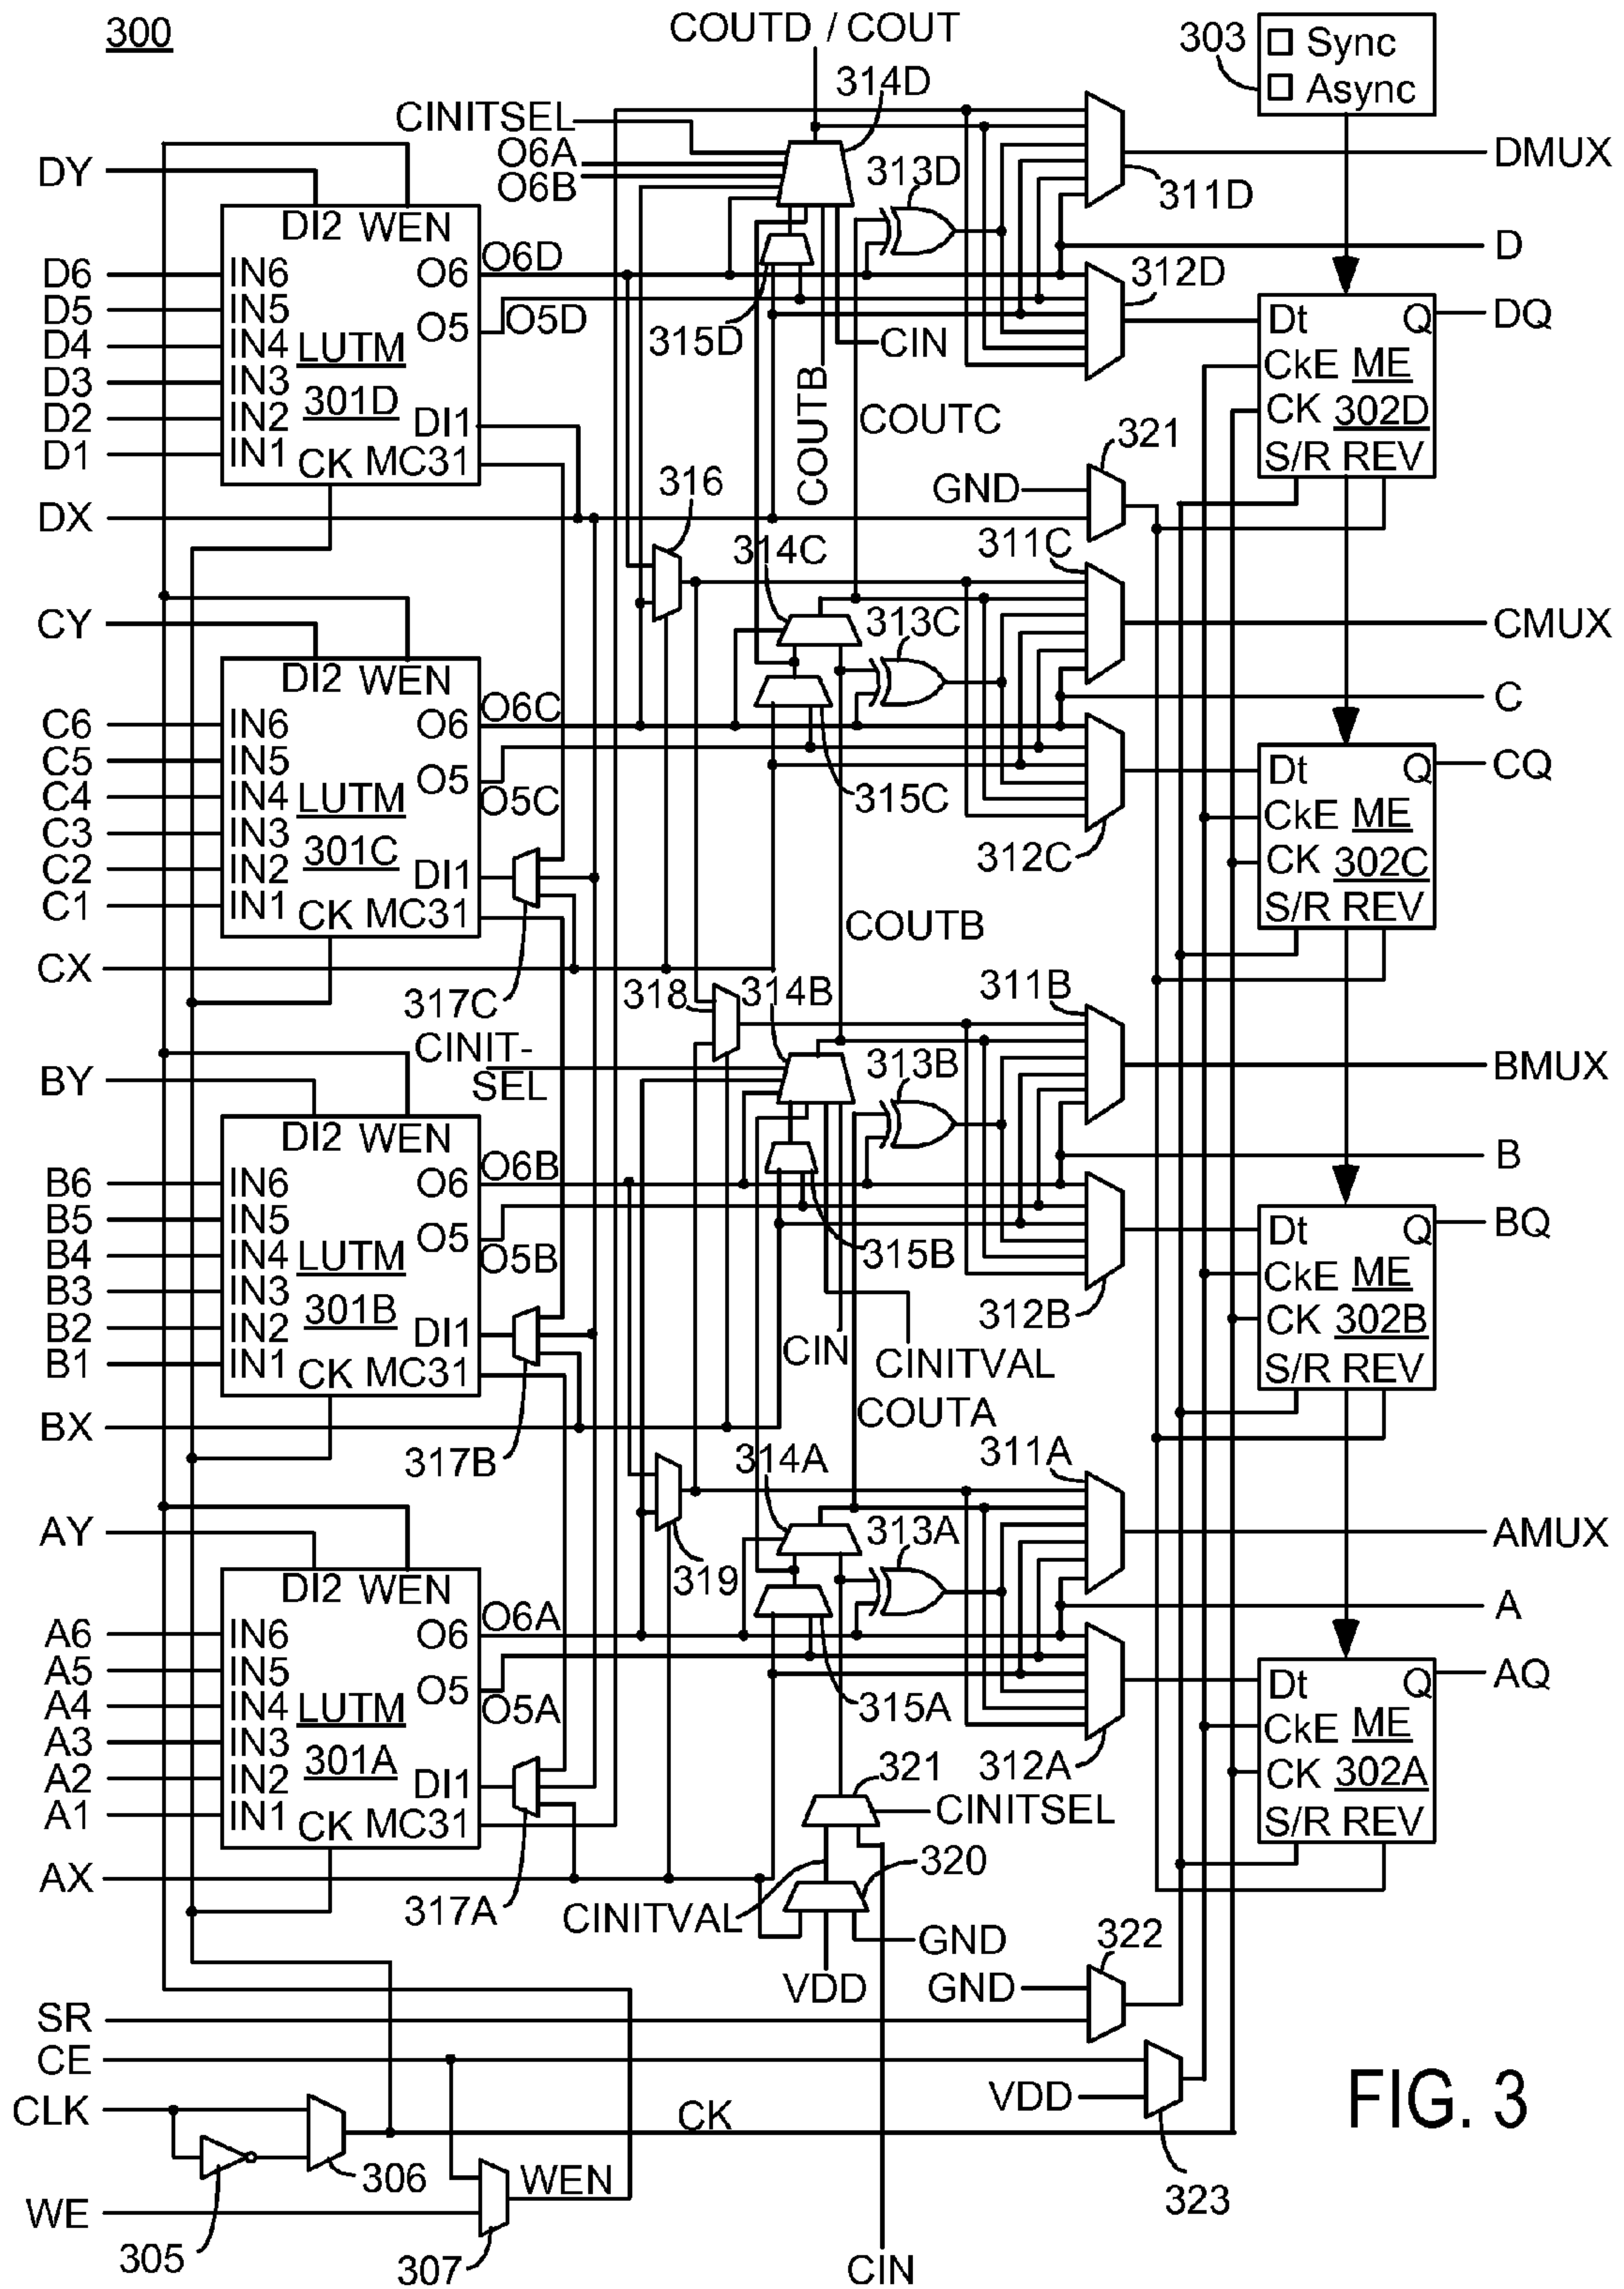 300
COUTD / COUT
303
Sync
Async
314D
CINITSEL
O6A
O6B
DY
313D
DMUX
311D
DI2 WEN
D
D6
D5
D4
D3
D2
D1
IN6
IN5
IN4
IN3
IN2
IN1
LUTM
301D
O6
O5
DI1
CK MC31
O6D
O5D
315D
CIN
312D
DQ
Dt
Q
CkE ME
CK 302D
S/R REV
COUTB
COUTC
321
GND
DX
316
314C
311C
CY
313C
CMUX
DI2 WEN
C
C6
C5
C4
C3
C2
C1
IN6
IN5
IN4
IN3
IN2
IN1
LUTM
301C
O6
O5
DI1
CK MC31
O6C
O5C
315C
312C
CQ
Dt
Q
CkE ME
CK 302C
S/R REV
COUTB
CX
317C
318
314B
311B
CINIT-
SEL
313B
BMUX
BY
DI2 WEN
B
B6
B5
B4
B3
B2
B1
IN6
IN5
IN4
IN3
IN2
IN1
LUTM
301B
O6
O5
DI1
CK MC31
O6B
O5B
315B
312B
BQ
Dt
Q
CkE ME
CK 302B
S/R REV
CIN
CINITVAL
COUTA
BX
317B
314A
311A
AY
313A
AMUX
319
DI2 WEN
A
A6
A5
A4
A3
A2
A1
IN6
IN5
IN4
IN3
IN2
IN1
LUTM
301A
O6
O5
DI1
CK MC31
O6A
O5A
315A
312A
AQ
Dt
Q
CkE ME
CK 302A
S/R REV
321
CINITSEL
320
AX
317A
CINITVAL
GND
VDD
322
GND
SR
CE
VDD
CLK
CK
323
305
306
WEN
WE
307
CIN
FIG. 3